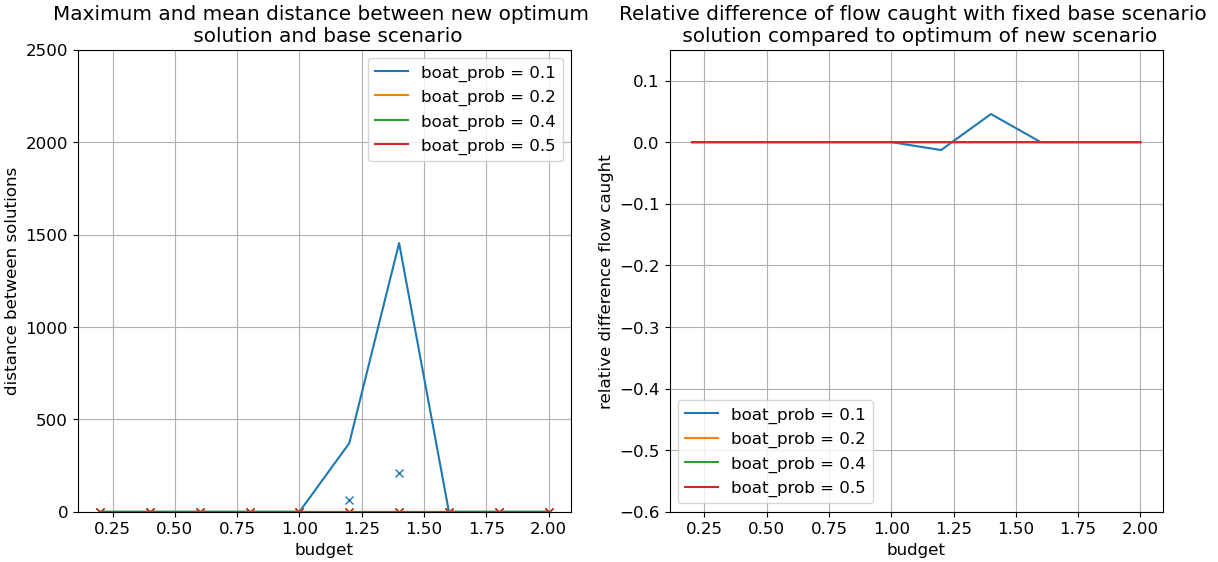 Maximum and mean distance between new optimum
solution and base scenario
2500
2000
1500
1000
500
0
distance between solutions
0.25 0.50 0.75 1.00 1.25 1.50 1.75 2.00
budget
boat_prob = 0.1
boat_prob = 0.2
boat_prob = 0.4
boat_prob = 0.5
Relative difference of flow caught with fixed base scenario
solution compared to optimum of new scenario
0.1
0.0
−0.1
−0.2
−0.3
−0.4
−0.5
−0.6
relative difference flow caught
boat_prob = 0.1
boat_prob = 0.2
boat_prob = 0.4
boat_prob = 0.5
0.25 0.50 0.75 1.00 1.25 1.50 1.75 2.00
budget